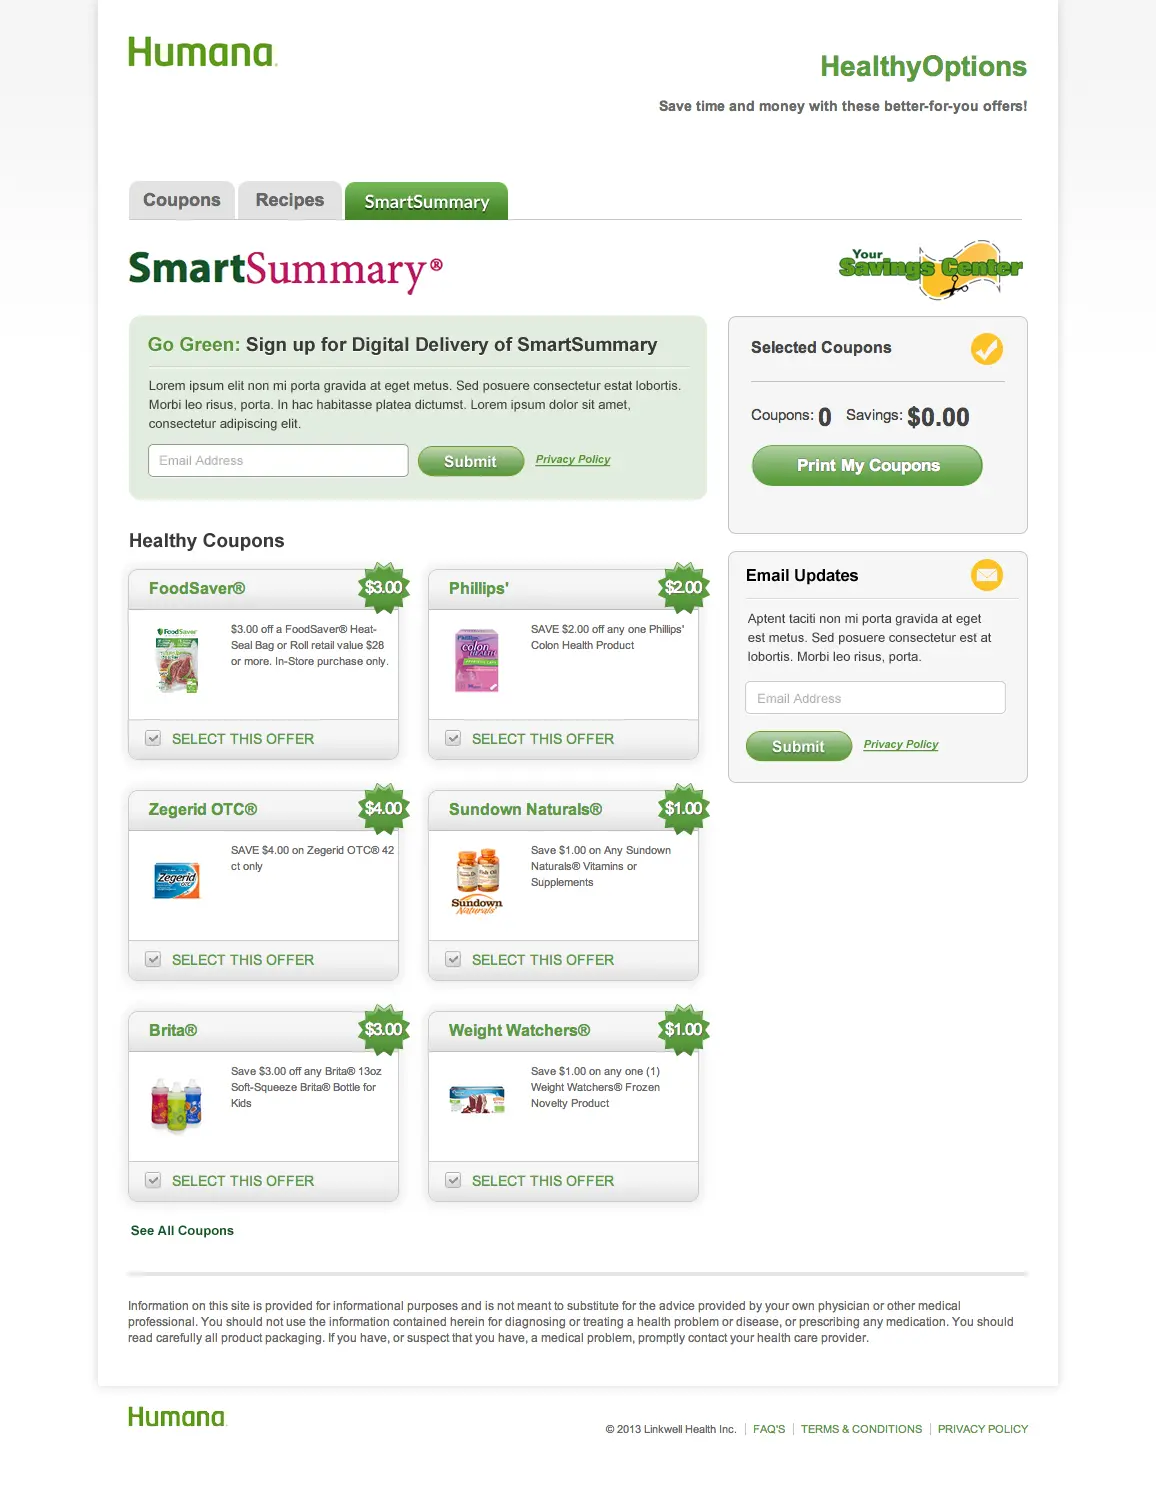 Humana.
HealthyOptions
Save time and money with these better-for-you offers!
Coupons
Recipes
SmartSummary
SmartSummary®
Your
Savings Center
Go Green: Sign up for Digital Delivery of SmartSummary
Lorem ipsum elit non mi porta gravida at eget metus. Sed posuere consectetur estat lobortis.
Morbi leo risus, porta. In hac habitasse platea dictumst. Lorem ipsum dolor sit amet,
consectetur adipiscing elit.
Email Address
Submit
Privacy Policy
Selected Coupons
Coupons: 0 Savings: $0.00
Print My Coupons
Email Updates
Aptent taciti non mi porta gravida at eget
est metus. Sed posuere consectetur est at
lobortis. Morbi leo risus, porta.
Email Address
Submit
Privacy Policy
Healthy Coupons
FoodSaver®
$3.00
FoodSaver
$3.00 off a FoodSaver® Heat-
Seal Bag or Roll retail value $28
or more. In-Store purchase only.
SELECT THIS OFFER
Phillips'
$2.00
Phillips
colon
HEALTH
SAVE $2.00 off any one Phillips'
Colon Health Product
SELECT THIS OFFER
Zegerid OTC®
$4.00
Zegerid
OTC
SAVE $4.00 on Zegerid OTC® 42
ct only
SELECT THIS OFFER
Sundown Naturals®
$1.00
Fish Oil
Sundown
Naturals
Save $1.00 on Any Sundown
Naturals® Vitamins or
Supplements
SELECT THIS OFFER
Brita®
$3.00
Save $3.00 off any Brita® 13oz
Soft-Squeeze Brita® Bottle for
Kids
SELECT THIS OFFER
Weight Watchers®
$1.00
Save $1.00 on any one (1)
Weight Watchers® Frozen
Novelty Product
SELECT THIS OFFER
See All Coupons
Information on this site is provided for informational purposes and is not meant to substitute for the advice provided by your own physician or other medical
professional. You should not use the information contained herein for diagnosing or treating a health problem or disease, or prescribing any medication. You should
read carefully all product packaging. If you have, or suspect that you have, a medical problem, promptly contact your health care provider.
Humana.
© 2013 Linkwell Health Inc. | FAQ'S | TERMS & CONDITIONS | PRIVACY POLICY